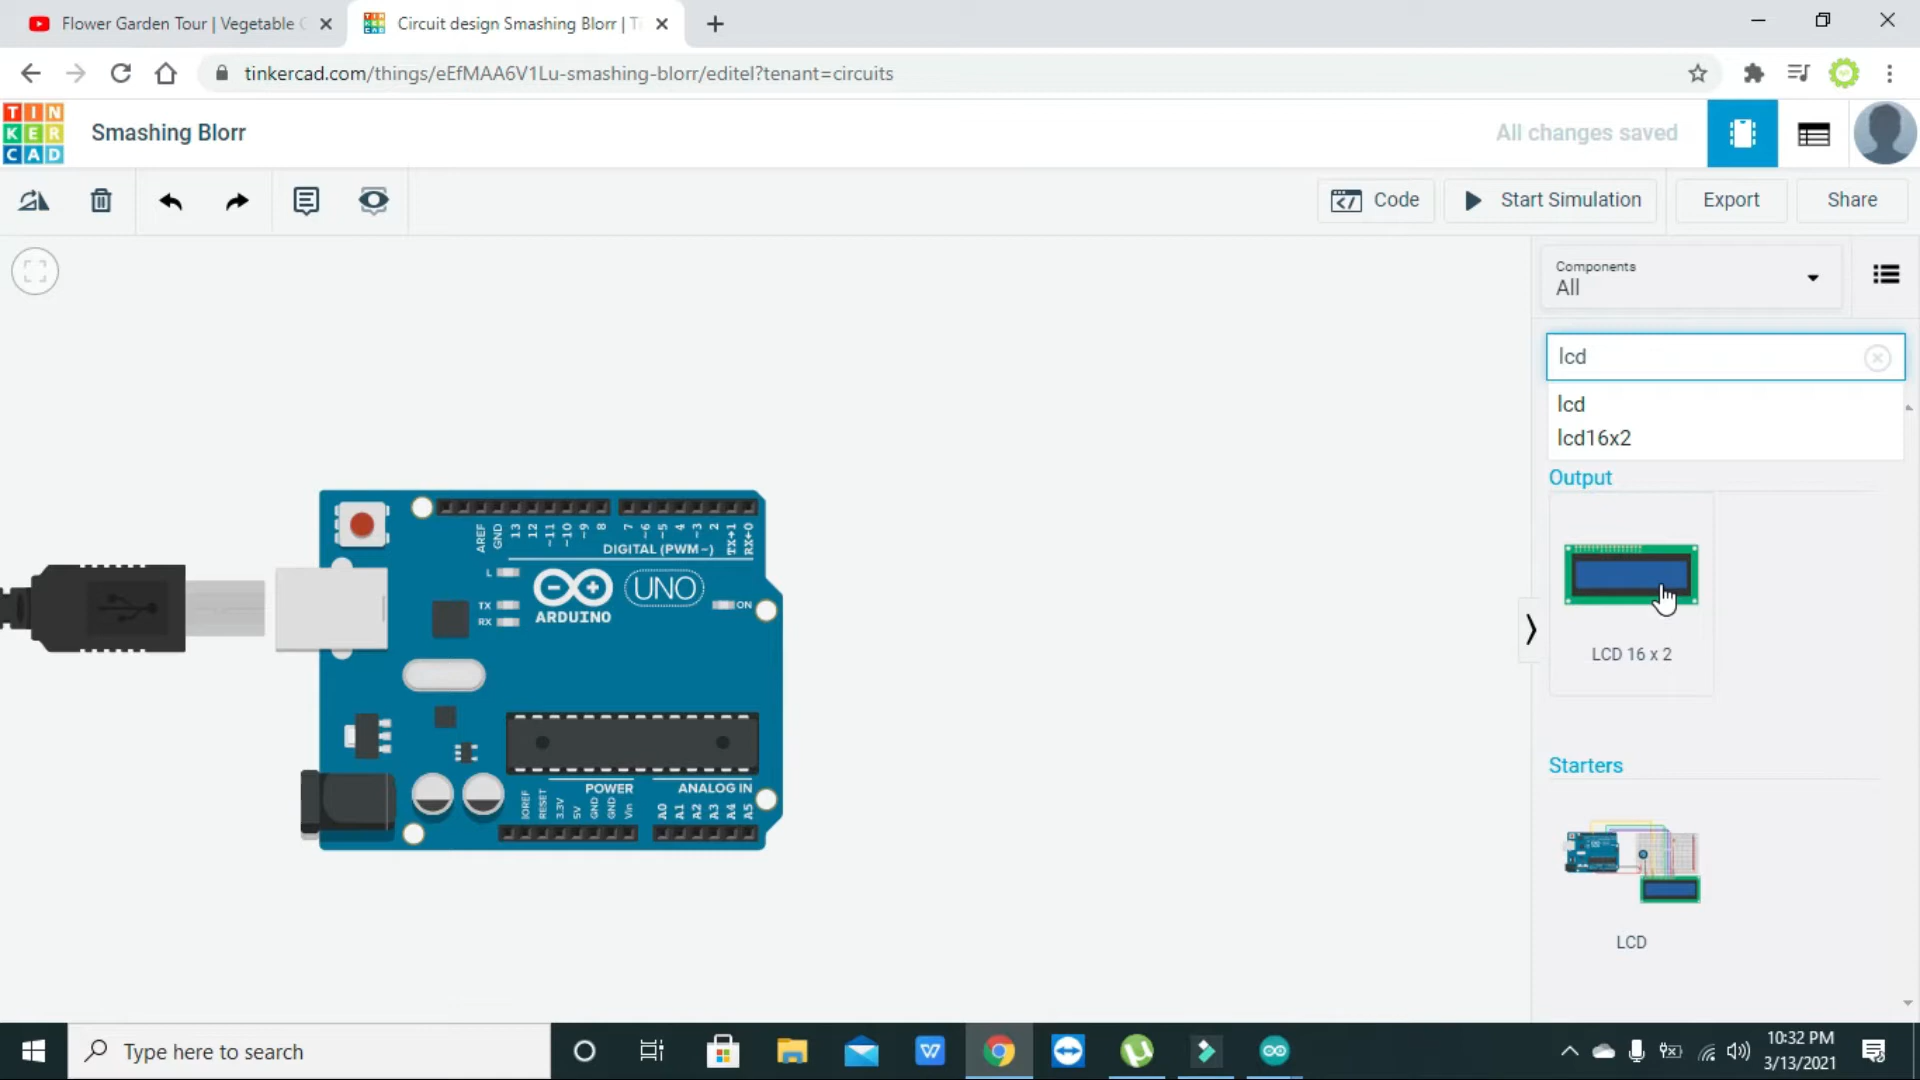 Flower Garden Tour | Vegetable G
Circuit design Smashing Blorr | Ti
tinkercad.com/things/eEfMAA6V1Lu-smashing-blorr/editel?tenant=circuits
TIN
KER
CAD
Smashing Blorr
All changes saved
Code
Start Simulation
Export
Share
Components
All
lcd
lcd
lcd16x2
Output
LCD 16 x 2
Starters
LCD
AREF
GND
13
12
~11
~10
~9
8
7
~6
~5
4
~3
2
TX→1
RX←0
DIGITAL (PWM~)
L
TX
RX
UNO
ARDUINO
ON
POWER
ANALOG IN
IOREF
RESET
3.3V
5V
GND
GND
Vin
A0
A1
A2
A3
A4
A5
Type here to search
10:32 PM
3/13/2021